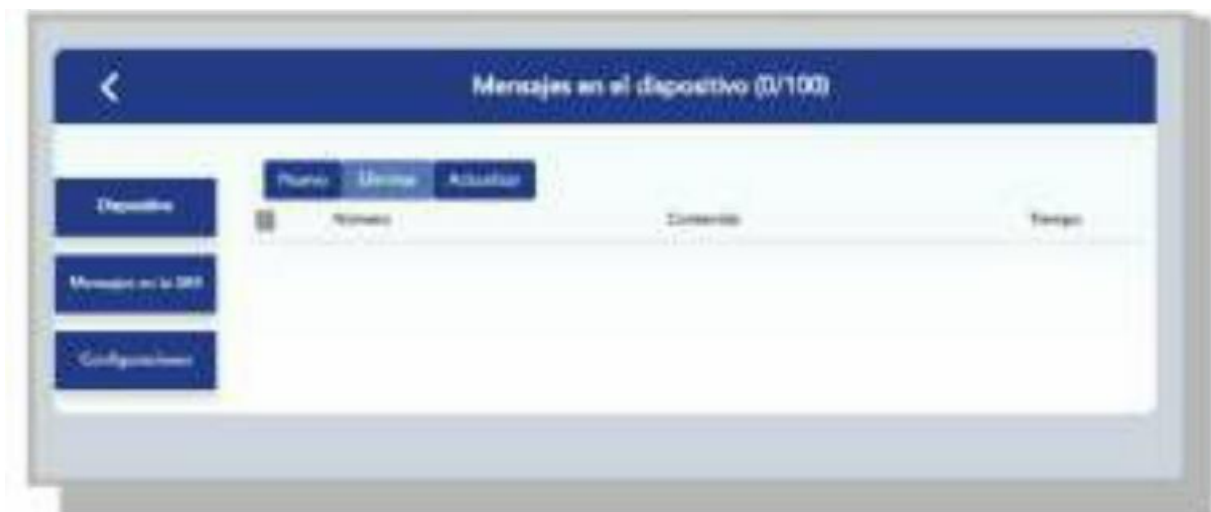 Mensajes en el dispositivo (0/100)
Nuevo Eliminar Actualizar
Dispositivo
Número Contenido Tiempo
Mensajes en la SIM
Configuraciones